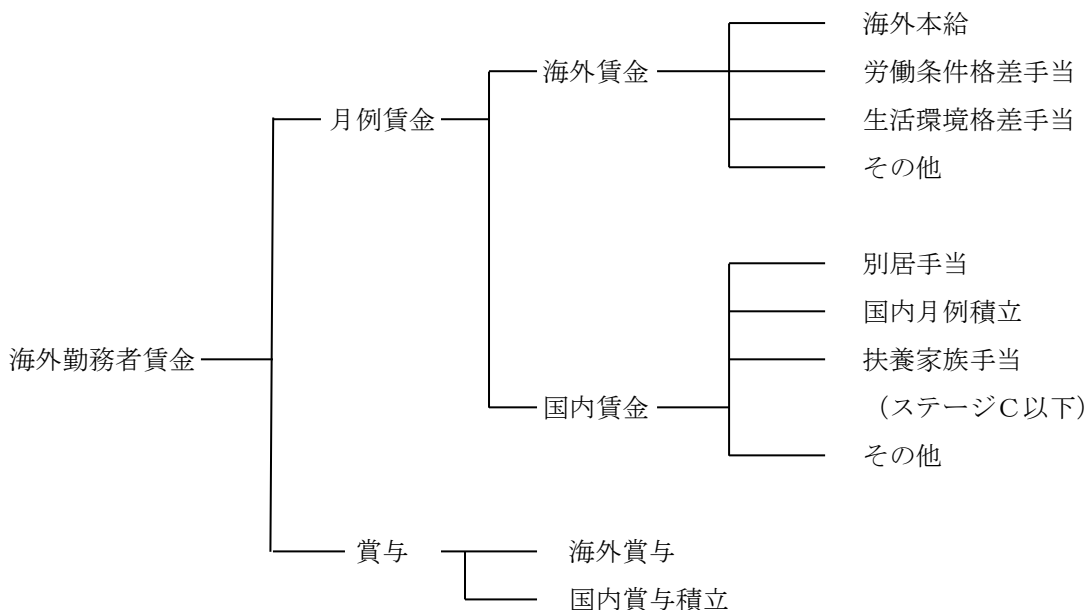 海外本給
海外賃金
労働条件格差手当
月例賃金
生活環境格差手当
その他
別居手当
国内月例積立
海外勤務者賃金
扶養家族手当
国内賃金
（ステージＣ以下）
その他
賞与
海外賞与
国内賞与積立